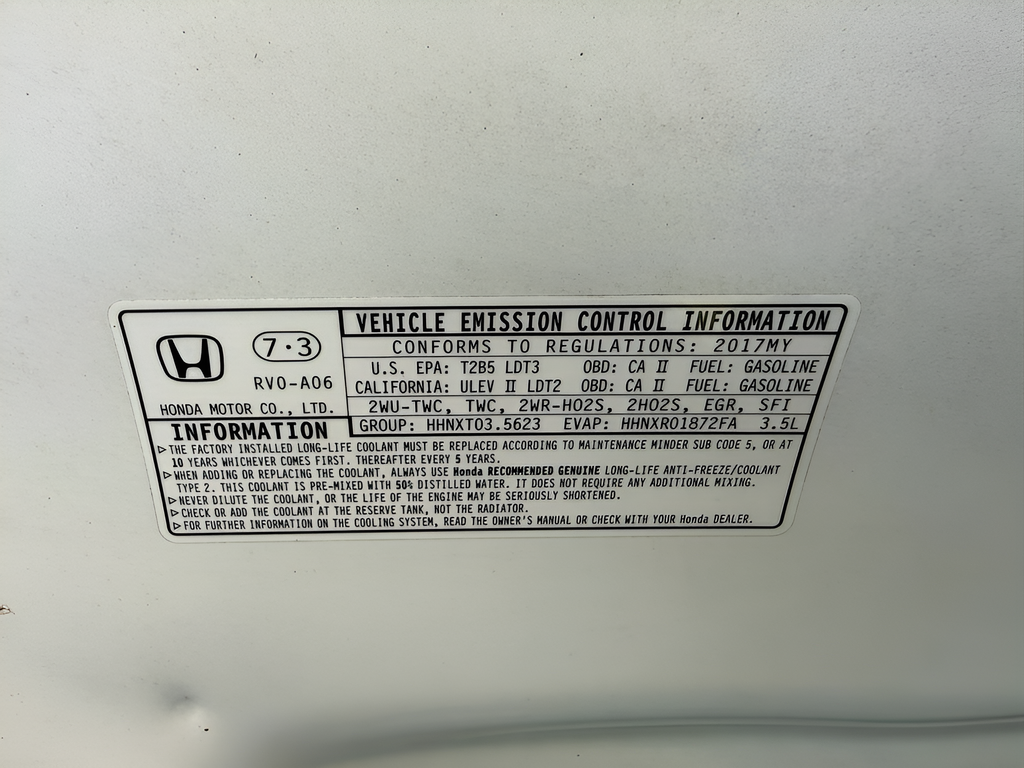 7·3
RV0-A06
HONDA MOTOR CO., LTD.
VEHICLE EMISSION CONTROL INFORMATION
CONFORMS TO REGULATIONS: 2017MY
U.S. EPA: T2B5 LDT3 OBD: CA II FUEL: GASOLINE
CALIFORNIA: ULEV II LDT2 OBD: CA II FUEL: GASOLINE
2WU-TWC, TWC, 2WR-HO2S, 2HO2S, EGR, SFI
GROUP: HHNXT03.5623 EVAP: HHNXR01872FA 3.5L
INFORMATION
▷THE FACTORY INSTALLED LONG-LIFE COOLANT MUST BE REPLACED ACCORDING TO MAINTENANCE MINDER SUB CODE 5, OR AT
10 YEARS WHICHEVER COMES FIRST. THEREAFTER EVERY 5 YEARS.
▷WHEN ADDING OR REPLACING THE COOLANT, ALWAYS USE Honda RECOMMENDED GENUINE LONG-LIFE ANTI-FREEZE/COOLANT
TYPE 2. THIS COOLANT IS PRE-MIXED WITH 50% DISTILLED WATER. IT DOES NOT REQUIRE ANY ADDITIONAL MIXING.
▷NEVER DILUTE THE COOLANT, OR THE LIFE OF THE ENGINE MAY BE SERIOUSLY SHORTENED.
▷CHECK OR ADD THE COOLANT AT THE RESERVE TANK, NOT THE RADIATOR.
▷FOR FURTHER INFORMATION ON THE COOLING SYSTEM, READ THE OWNER'S MANUAL OR CHECK WITH YOUR Honda DEALER.